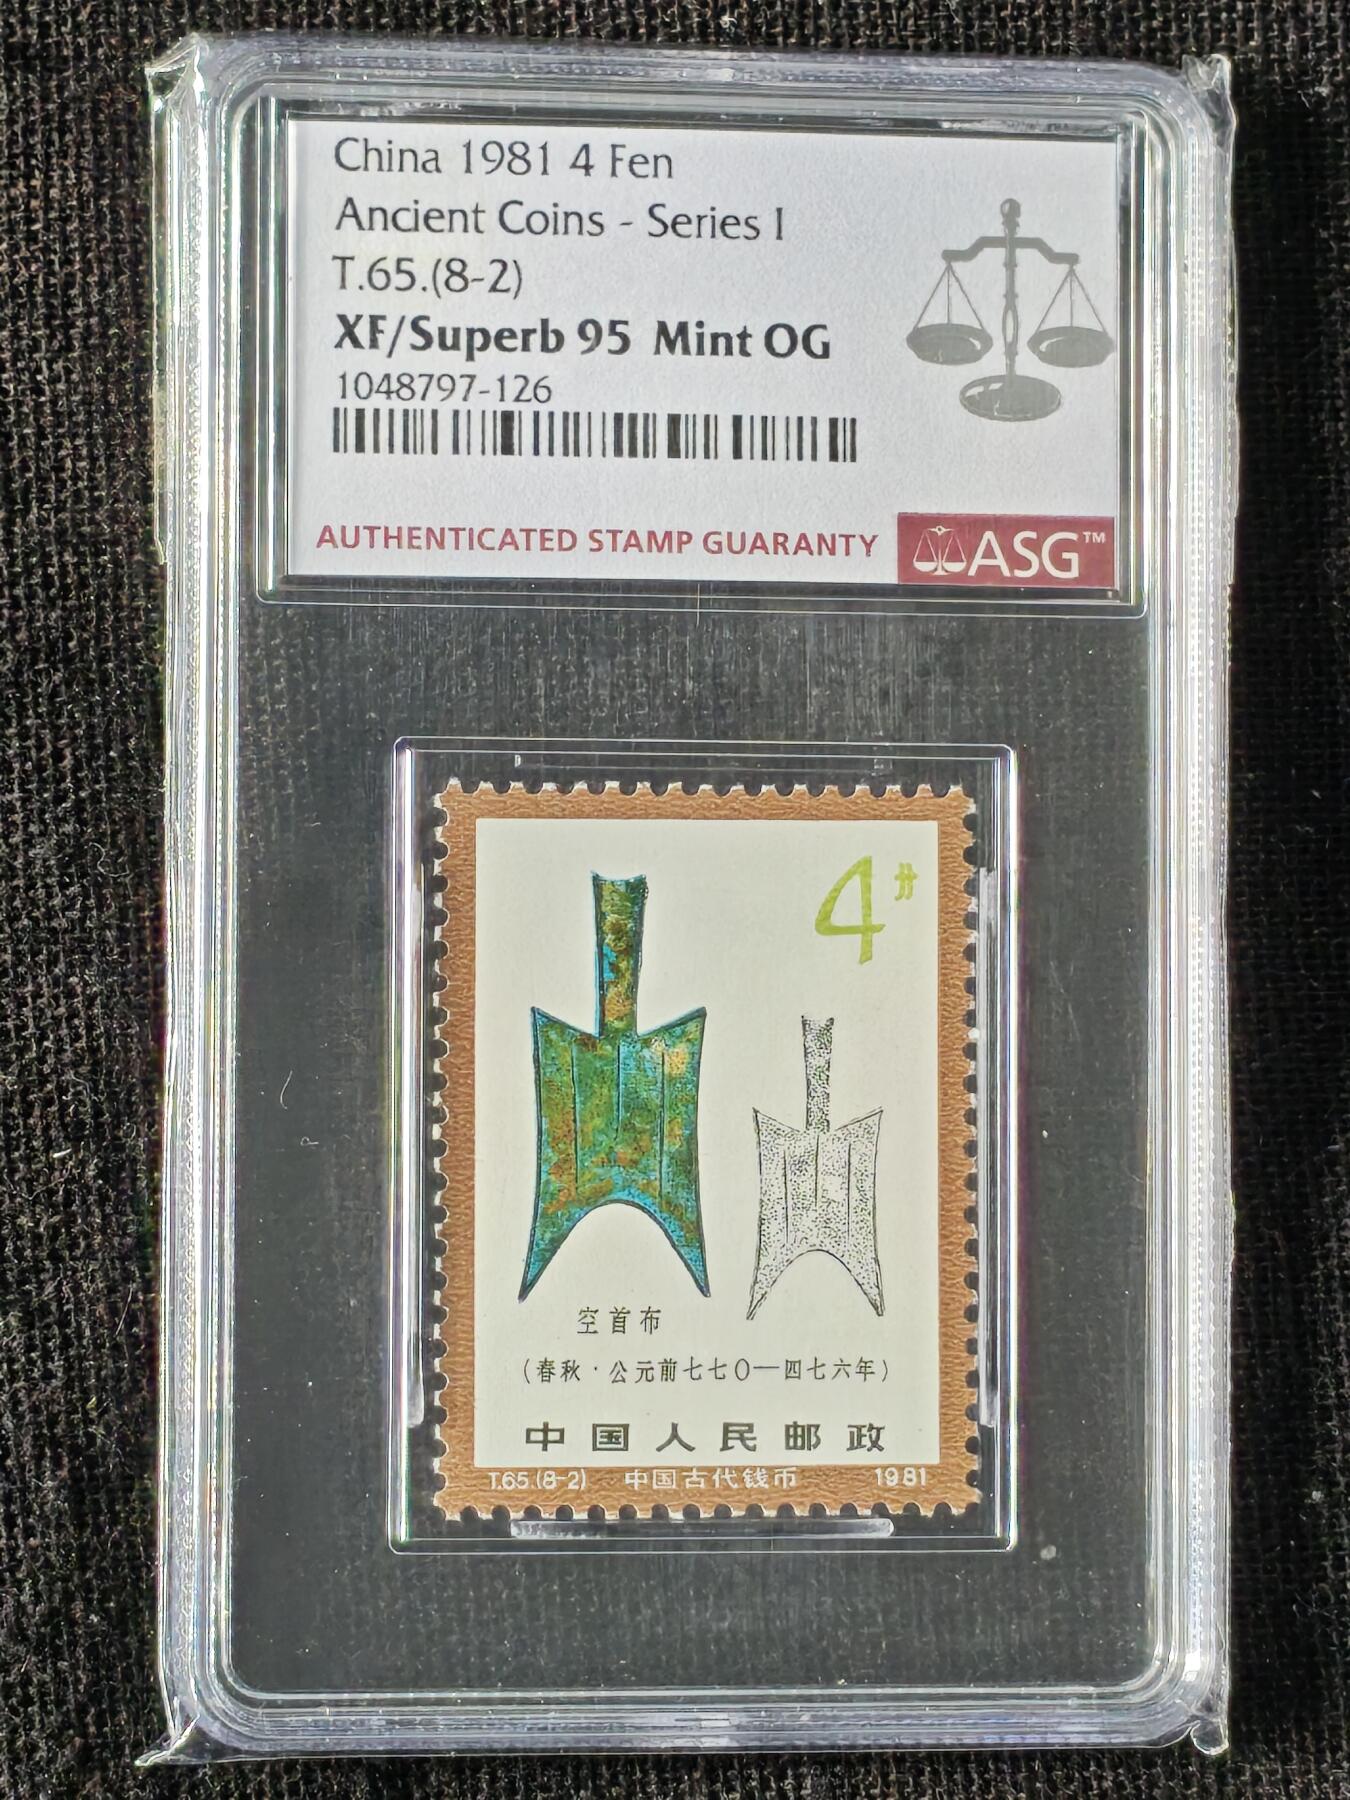 China 1981 4 Fen
Ancient Coins - Series I
T.65.(8-2)
XF/Superb 95 Mint OG
1048797-126
AUTHENTICATED STAMP GUARANTY
ASG™
4分
空首布
(春秋·公元前七七〇—四七六年)
中国人民邮政
T.65.(8-2) 中国古代钱币 1981